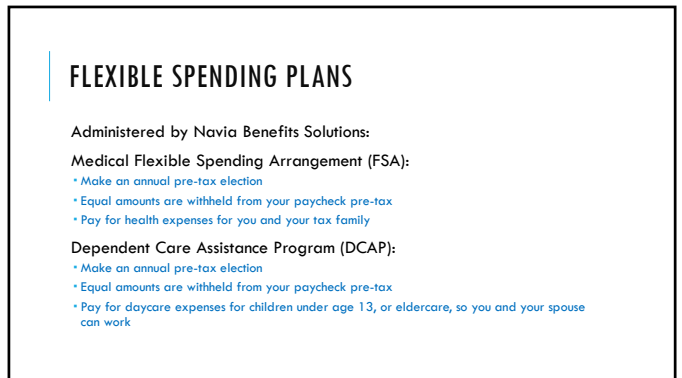 FLEXIBLE SPENDING PLANS
Administered by Navia Benefits Solutions:
Medical Flexible Spending Arrangement (FSA):
• Make an annual pre-tax election
• Equal amounts are withheld from your paycheck pre-tax
• Pay for health expenses for you and your tax family
Dependent Care Assistance Program (DCAP):
• Make an annual pre-tax election
• Equal amounts are withheld from your paycheck pre-tax
• Pay for daycare expenses for children under age 13, or eldercare, so you and your spouse
can work